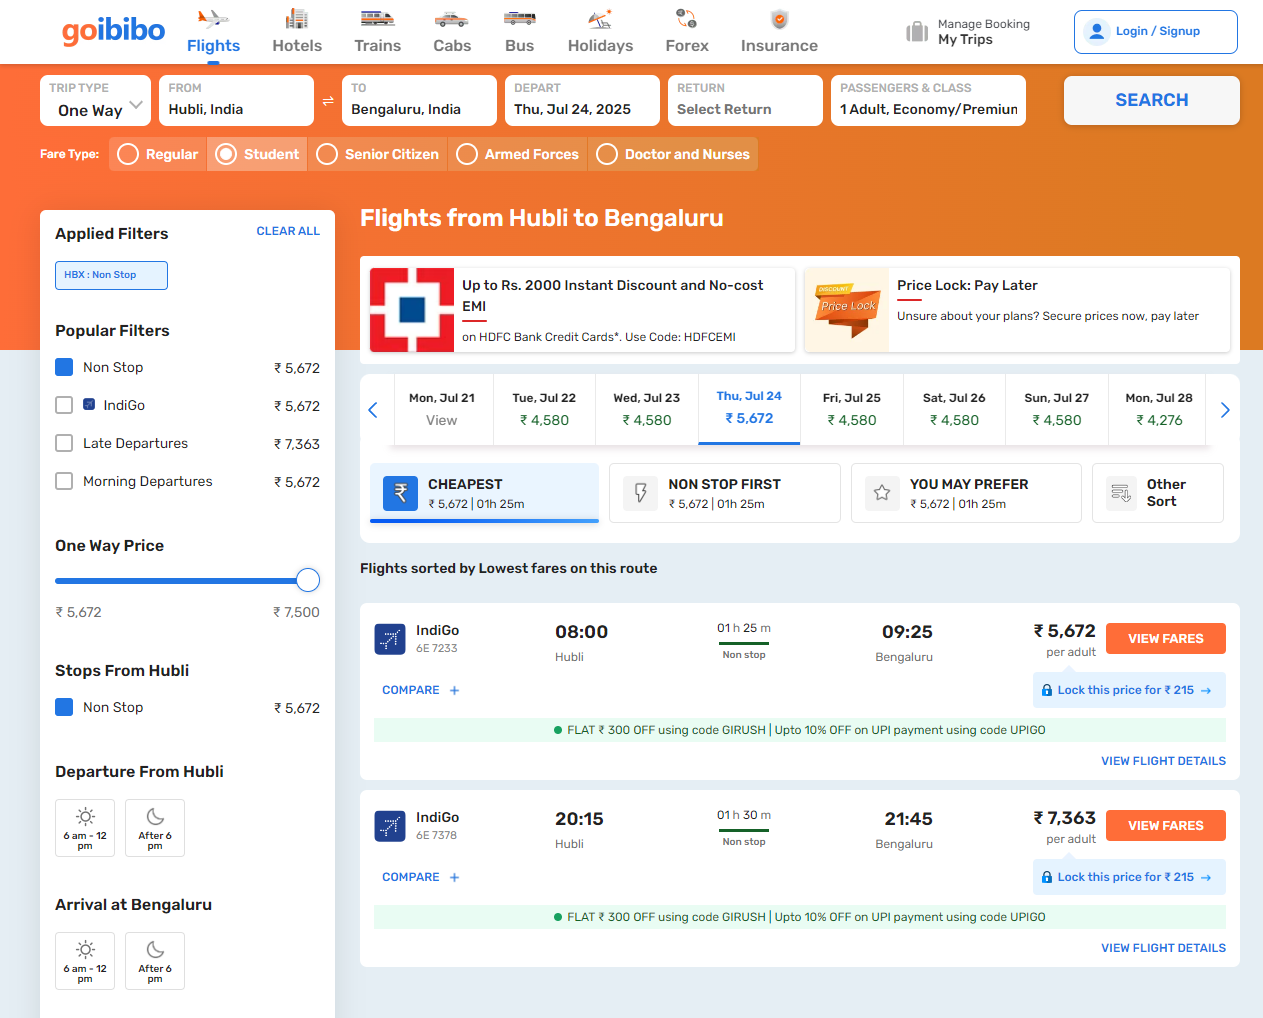 goibibo
Flights
Hotels
Trains
Cabs
Bus
Holidays
Forex
Insurance
Manage Booking
My Trips
Login / Signup
TRIP TYPE
One Way
FROM
Hubli, India
TO
Bengaluru, India
DEPART
Thu, Jul 24, 2025
RETURN
Select Return
PASSENGERS & CLASS
1 Adult, Economy/Premiun
SEARCH
Fare Type:
Regular
Student
Senior Citizen
Armed Forces
Doctor and Nurses
Applied Filters
CLEAR ALL
HBX : Non Stop
Popular Filters
Non Stop ₹ 5,672
IndiGo ₹ 5,672
Late Departures ₹ 7,363
Morning Departures ₹ 5,672
One Way Price
₹ 5,672 ₹ 7,500
Stops From Hubli
Non Stop ₹ 5,672
Departure From Hubli
6 am - 12
pm
After 6
pm
Arrival at Bengaluru
6 am - 12
pm
After 6
pm
Flights from Hubli to Bengaluru
Up to Rs. 2000 Instant Discount and No-cost
EMI
on HDFC Bank Credit Cards*. Use Code: HDFCEMI
DISCOUNT
Price Lock
Price Lock: Pay Later
Unsure about your plans? Secure prices now, pay later
Mon, Jul 21
View
Tue, Jul 22
₹ 4,580
Wed, Jul 23
₹ 4,580
Thu, Jul 24
₹ 5,672
Fri, Jul 25
₹ 4,580
Sat, Jul 26
₹ 4,580
Sun, Jul 27
₹ 4,580
Mon, Jul 28
₹ 4,276
CHEAPEST
₹ 5,672 | 01h 25m
NON STOP FIRST
₹ 5,672 | 01h 25m
YOU MAY PREFER
₹ 5,672 | 01h 25m
Other
Sort
Flights sorted by Lowest fares on this route
IndiGo
6E 7233
08:00
Hubli
01 h 25 m
Non stop
09:25
Bengaluru
₹ 5,672
per adult
VIEW FARES
COMPARE +
Lock this price for ₹ 215 →
FLAT ₹ 300 OFF using code GIRUSH | Upto 10% OFF on UPI payment using code UPIGO
VIEW FLIGHT DETAILS
IndiGo
6E 7378
20:15
Hubli
01 h 30 m
Non stop
21:45
Bengaluru
₹ 7,363
per adult
VIEW FARES
COMPARE +
Lock this price for ₹ 215 →
FLAT ₹ 300 OFF using code GIRUSH | Upto 10% OFF on UPI payment using code UPIGO
VIEW FLIGHT DETAILS